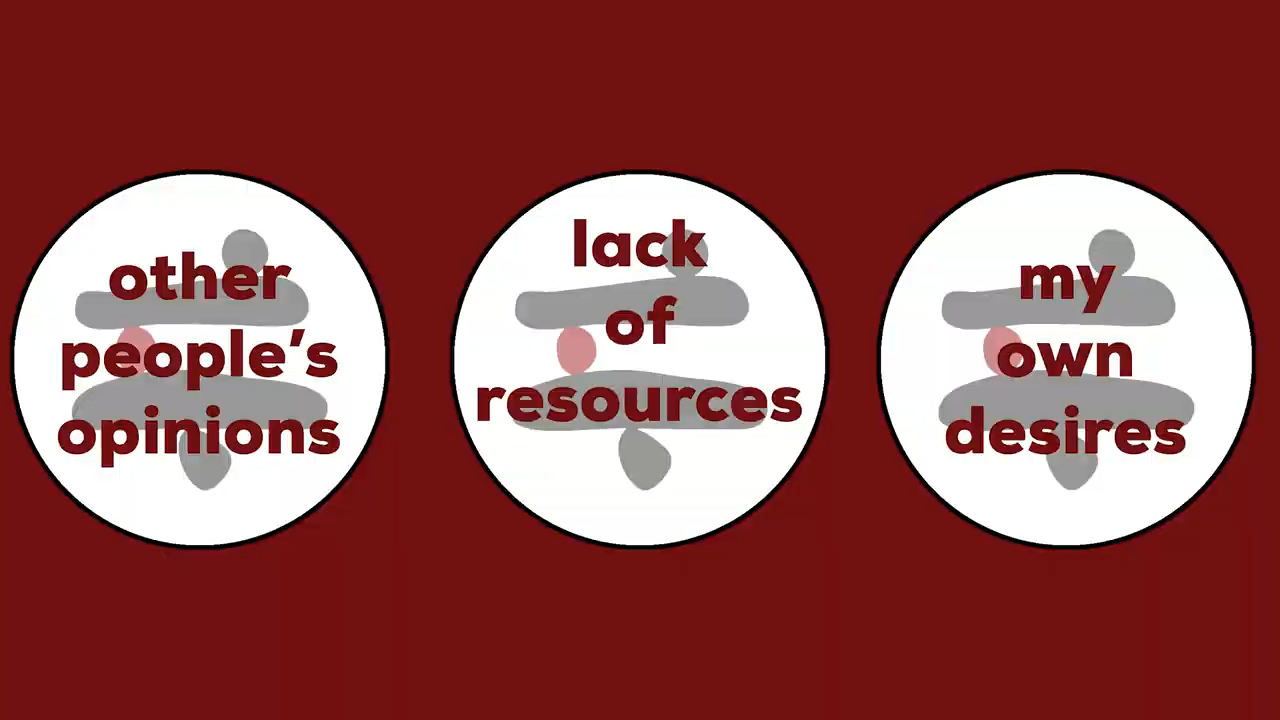 other
people’s
opinions
lack
of
resources
my
own
desires